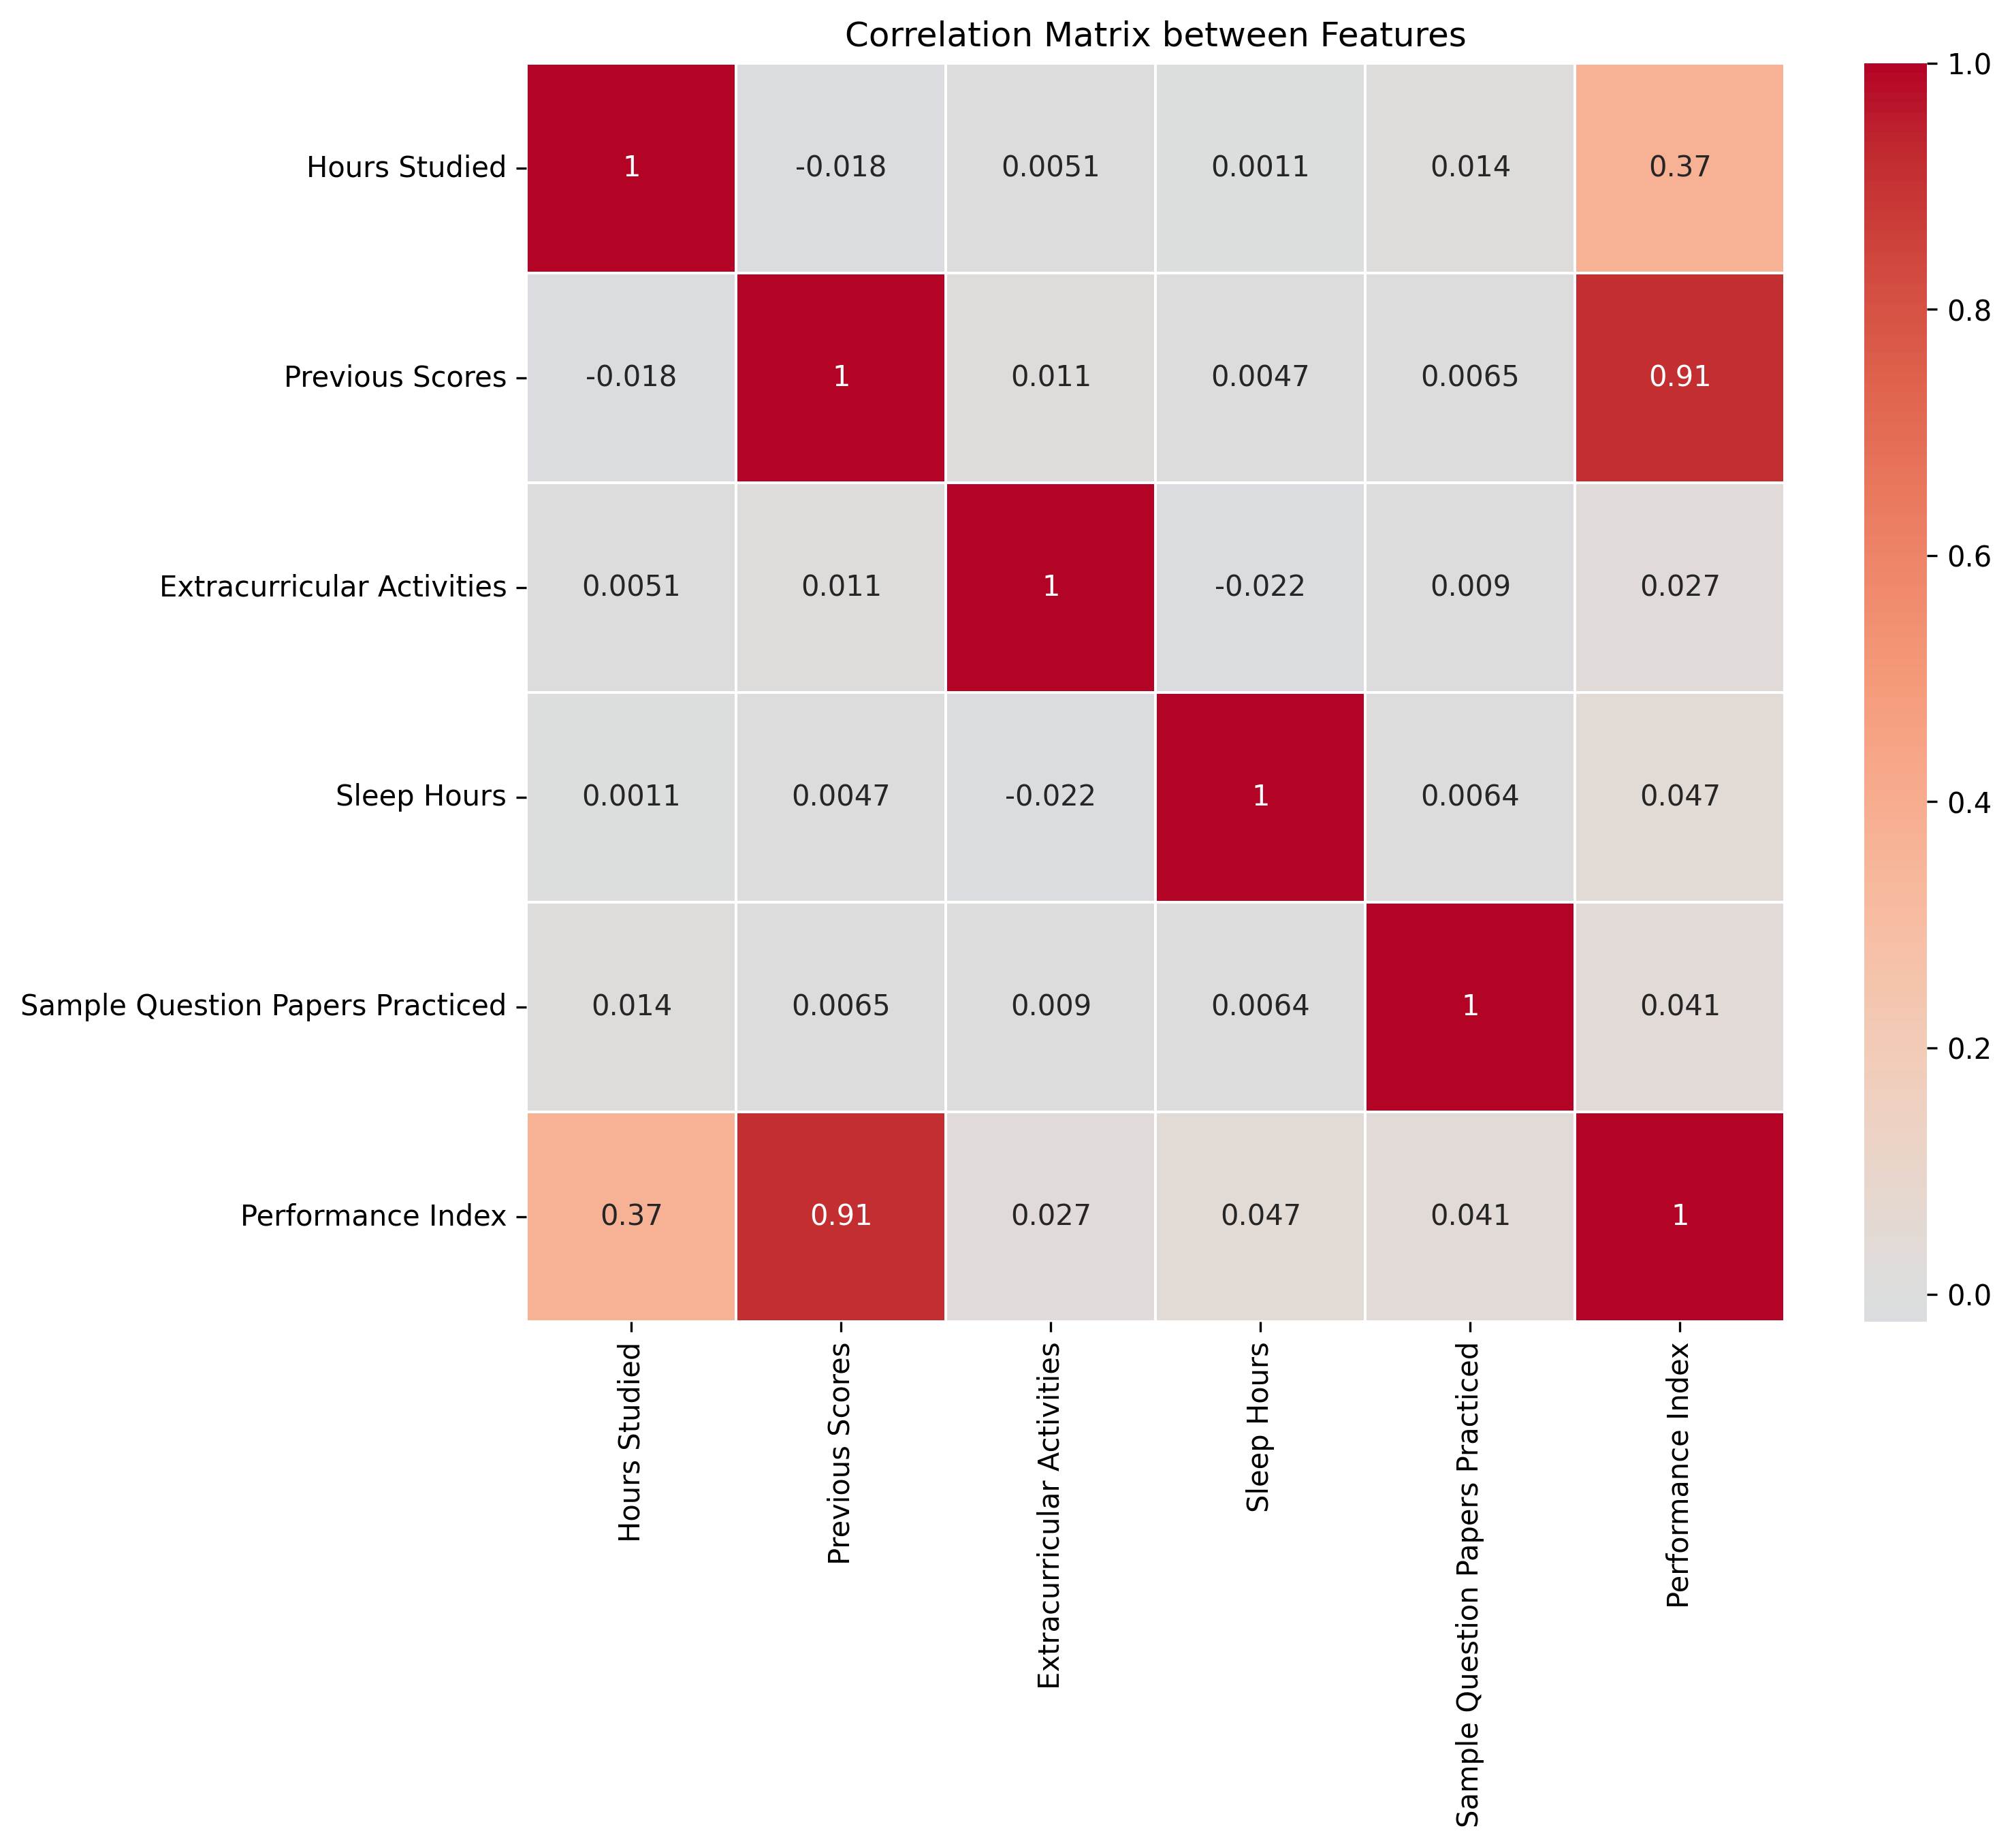 Correlation Matrix between Features
Hours Studied 1 -0.018 0.0051 0.0011 0.014 0.37
Previous Scores -0.018 1 0.011 0.0047 0.0065 0.91
Extracurricular Activities 0.0051 0.011 1 -0.022 0.009 0.027
Sleep Hours 0.0011 0.0047 -0.022 1 0.0064 0.047
Sample Question Papers Practiced 0.014 0.0065 0.009 0.0064 1 0.041
Performance Index 0.37 0.91 0.027 0.047 0.041 1
Hours Studied
Previous Scores
Extracurricular Activities
Sleep Hours
Sample Question Papers Practiced
Performance Index
1.0
0.8
0.6
0.4
0.2
0.0